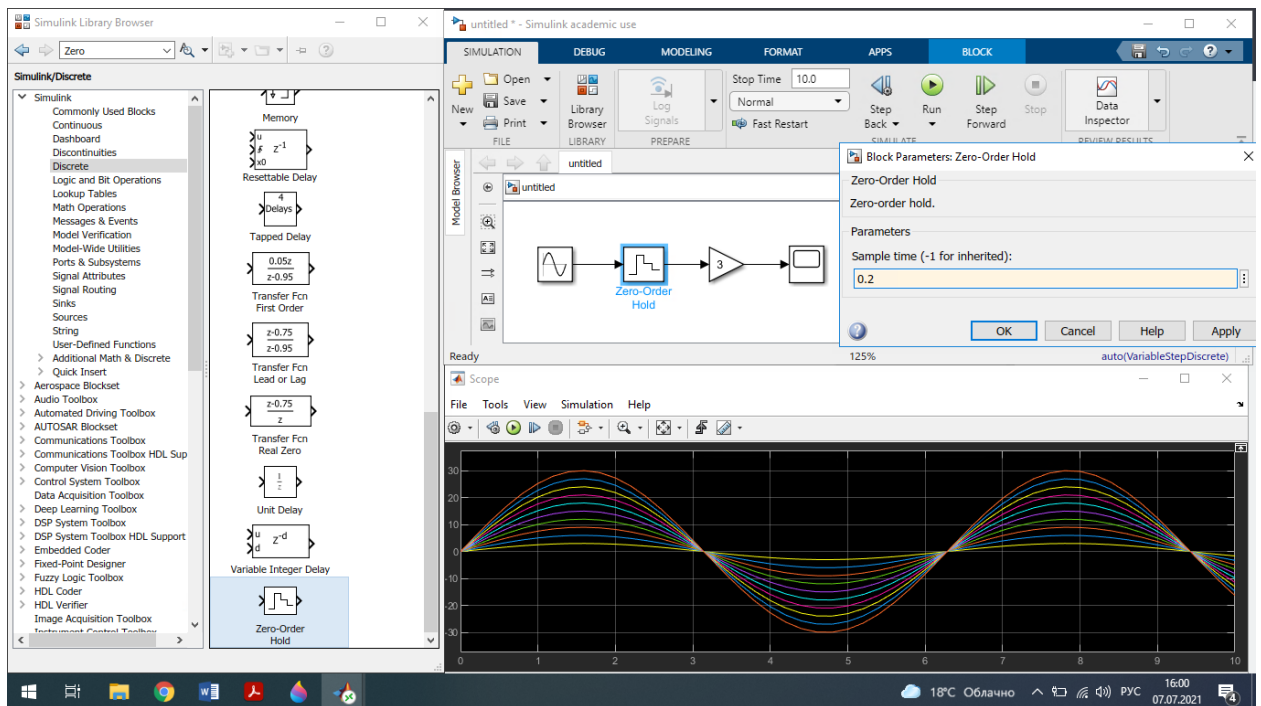 Simulink Library Browser
Zero
Simulink/Discrete
Simulink
Commonly Used Blocks
Continuous
Dashboard
Discontinuities
Discrete
Logic and Bit Operations
Lookup Tables
Math Operations
Messages & Events
Model Verification
Model-Wide Utilities
Ports & Subsystems
Signal Attributes
Signal Routing
Sinks
Sources
String
User-Defined Functions
Additional Math & Discrete
Quick Insert
Aerospace Blockset
Audio Toolbox
Automated Driving Toolbox
AUTOSAR Blockset
Communications Toolbox
Communications Toolbox HDL Sup
Computer Vision Toolbox
Control System Toolbox
Data Acquisition Toolbox
Deep Learning Toolbox
DSP System Toolbox
DSP System Toolbox HDL Support
Embedded Coder
Fixed-Point Designer
Fuzzy Logic Toolbox
HDL Coder
HDL Verifier
Image Acquisition Toolbox
Instrument Control Toolbox
Memory
u
z-1
x0
Resettable Delay
4
Delays
Tapped Delay
0.05z
z-0.95
Transfer Fcn
First Order
z-0.75
z-0.95
Transfer Fcn
Lead or Lag
z-0.75
z
Transfer Fcn
Real Zero
1
z
Unit Delay
u
z-d
d
Variable Integer Delay
Zero-Order
Hold
untitled * - Simulink academic use
SIMULATION DEBUG MODELING FORMAT APPS BLOCK
New
Open
Save
Print
FILE
Library
Browser
LIBRARY
Log
Signals
PREPARE
Stop Time 10.0
Normal
Fast Restart
Step
Back
Run
Step
Forward
Stop
SIMULATE
Data
Inspector
REVIEW RESULTS
Model Browser
untitled
untitled
3
Zero-Order
Hold
Ready
125%
auto(VariableStepDiscrete)
Block Parameters: Zero-Order Hold
Zero-Order Hold
Zero-order hold.
Parameters
Sample time (-1 for inherited):
0.2
OK Cancel Help Apply
Scope
File Tools View Simulation Help
30
20
10
0
-10
-20
-30
0 1 2 3 4 5 6 7 8 9 10
18°C Облачно
РУС
16:00
07.07.2021
4